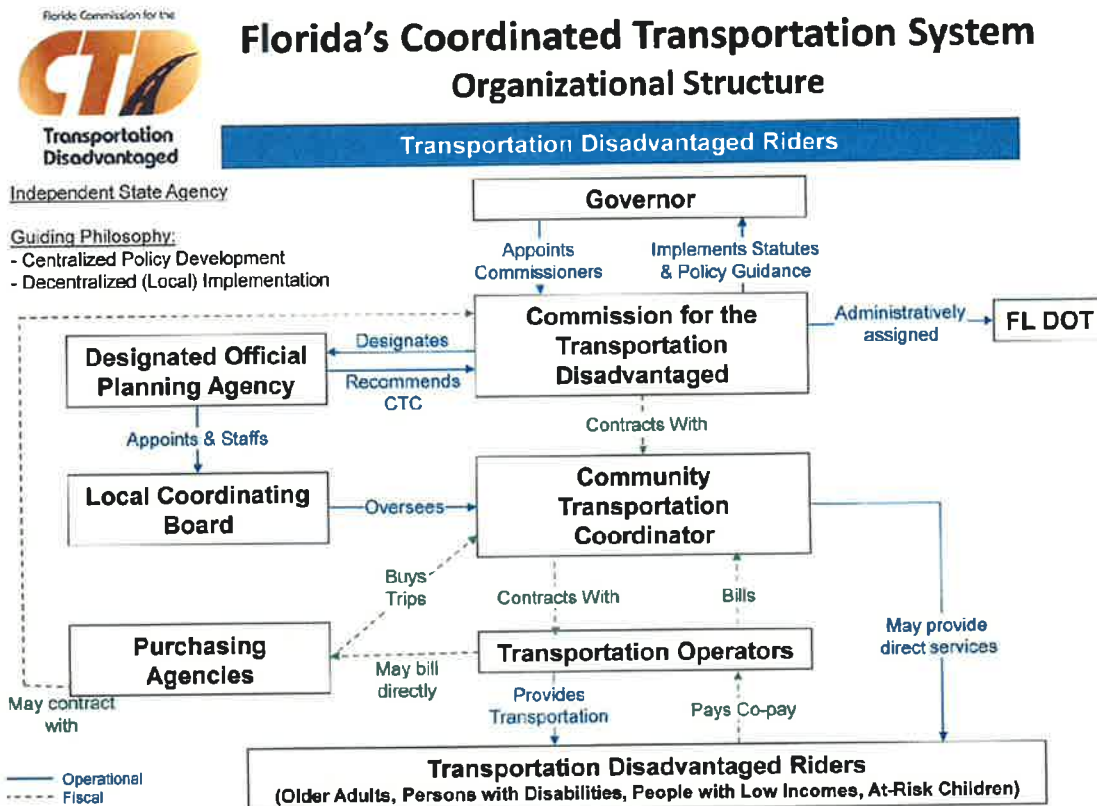 Florida Commission for the
CTD
Transportation
Disadvantaged
Florida's Coordinated Transportation System
Organizational Structure
Transportation Disadvantaged Riders
Independent State Agency
Guiding Philosophy:
- Centralized Policy Development
- Decentralized (Local) Implementation
Governor
Appoints
Commissioners
Implements Statutes
& Policy Guidance
Commission for the
Transportation
Disadvantaged
Administratively
assigned
FL DOT
Designated Official
Planning Agency
Designates
Recommends
CTC
Appoints & Staffs
Contracts With
Local Coordinating
Board
Oversees
Community
Transportation
Coordinator
Buys
Trips
Contracts With
Bills
May provide
direct services
Purchasing
Agencies
May bill
directly
Transportation Operators
May contract
with
Provides
Transportation
Pays Co-pay
Operational
Fiscal
Transportation Disadvantaged Riders
(Older Adults, Persons with Disabilities, People with Low Incomes, At-Risk Children)